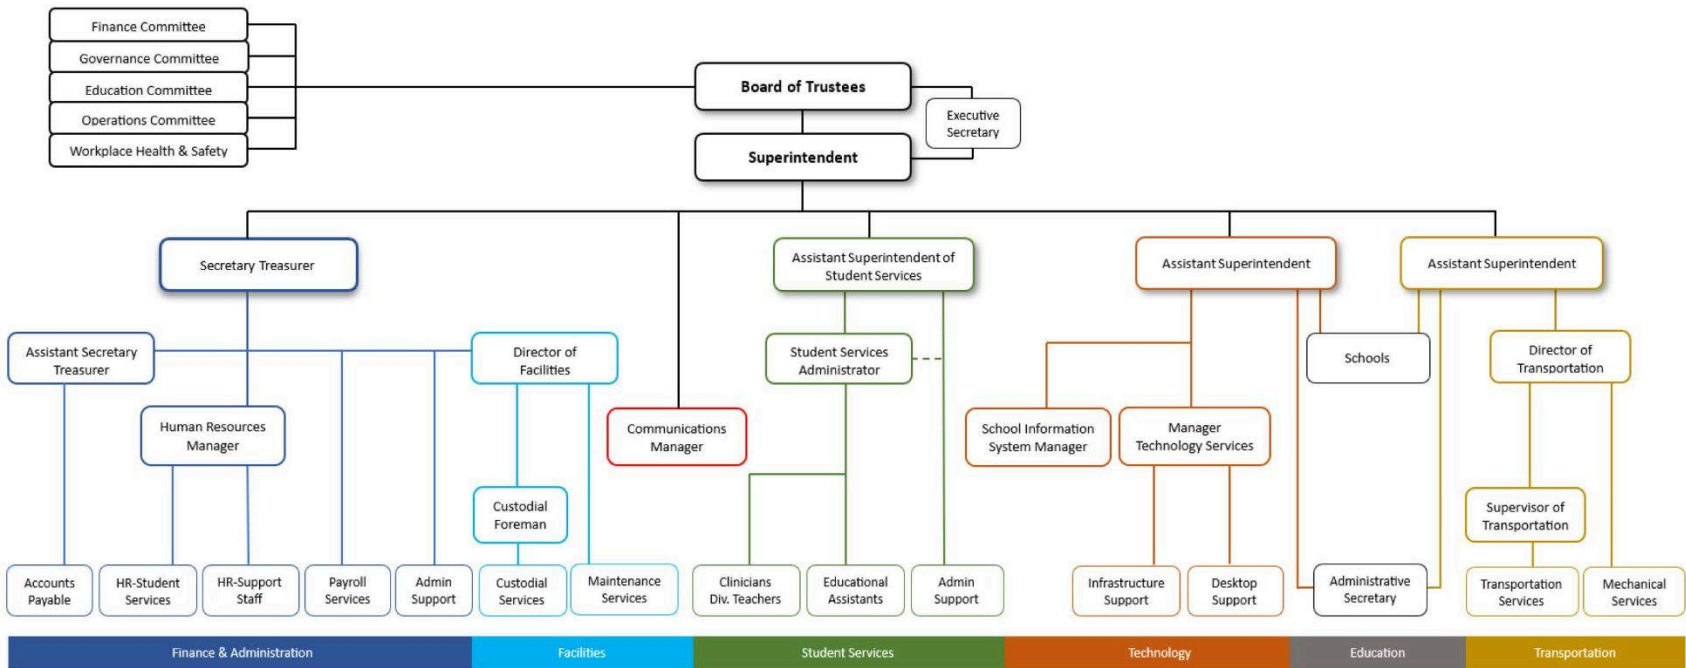 Finance Committee
Governance Committee
Education Committee
Operations Committee
Workplace Health & Safety
Board of Trustees
Executive
Secretary
Superintendent
Secretary Treasurer
Assistant Superintendent of
Student Services
Assistant Superintendent
Assistant Superintendent
Assistant Secretary
Treasurer
Director of
Facilities
Student Services
Administrator
Schools
Director of
Transportation
Human Resources
Manager
Communications
Manager
School Information
System Manager
Manager
Technology Services
Custodial
Foreman
Supervisor of
Transportation
Accounts
Payable
HR-Student
Services
HR-Support
Staff
Payroll
Services
Admin
Support
Custodial
Services
Maintenance
Services
Clinicians
Div. Teachers
Educational
Assistants
Admin
Support
Infrastructure
Support
Desktop
Support
Administrative
Secretary
Transportation
Services
Mechanical
Services
Finance & Administration
Facilities
Student Services
Technology
Education
Transportation